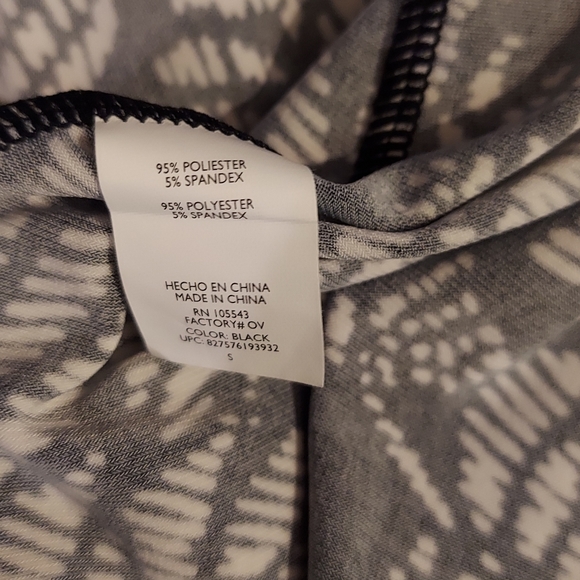 95% POLIESTER
5% SPANDEX
95% POLYESTER
5% SPANDEX
HECHO EN CHINA
MADE IN CHINA
RN 105543
FACTORY# OV
COLOR: BLACK
UPC: 827576193932
S